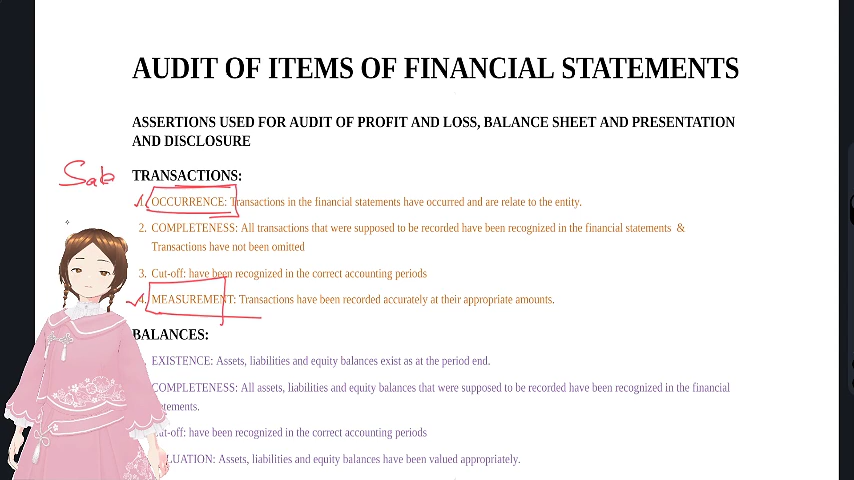 AUDIT OF ITEMS OF FINANCIAL STATEMENTS
ASSERTIONS USED FOR AUDIT OF PROFIT AND LOSS, BALANCE SHEET AND PRESENTATION
AND DISCLOSURE
TRANSACTIONS:
OCCURRENCE: Transactions in the financial statements have occurred and are relate to the entity.
2. COMPLETENESS: All transactions that were supposed to be recorded have been recognized in the financial statements &
Transactions have not been omitted
3. Cut-off: have been recognized in the correct accounting periods
MEASUREMENT: Transactions have been recorded accurately at their appropriate amounts.
BALANCES:
EXISTENCE: Assets, liabilities and equity balances exist as at the period end.
COMPLETENESS: All assets, liabilities and equity balances that were supposed to be recorded have been recognized in the financial
have been recognized in the correct accounting periods
Assets, liabilities and equity balances have been valued appropriately.